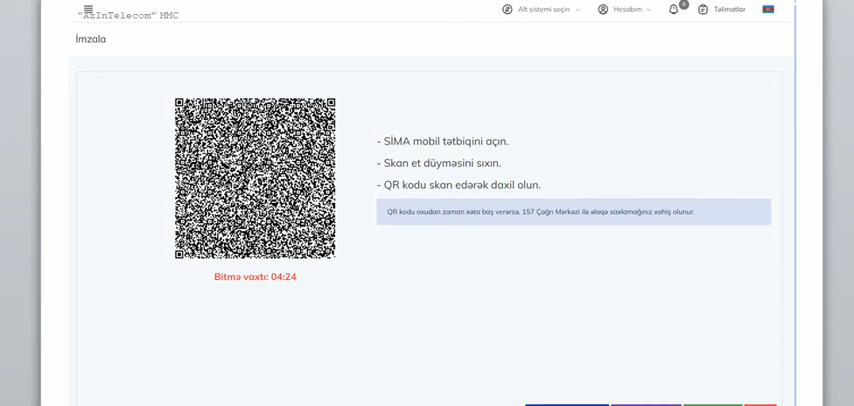 "AzInTelecom" MMC
Alt sistemi seçin
Hesabım
0
Təlimatlar
İmzala
- SİMA mobil tətbiqini açın.
- Skan et düyməsini sıxın.
- QR kodu skan edərək daxil olun.
QR kodu oxudan zaman xəta baş verərsə, 157 Çağrı Mərkəzi ilə əlaqə saxlamağınız xahiş olunur.
Bitmə vaxtı: 04:24